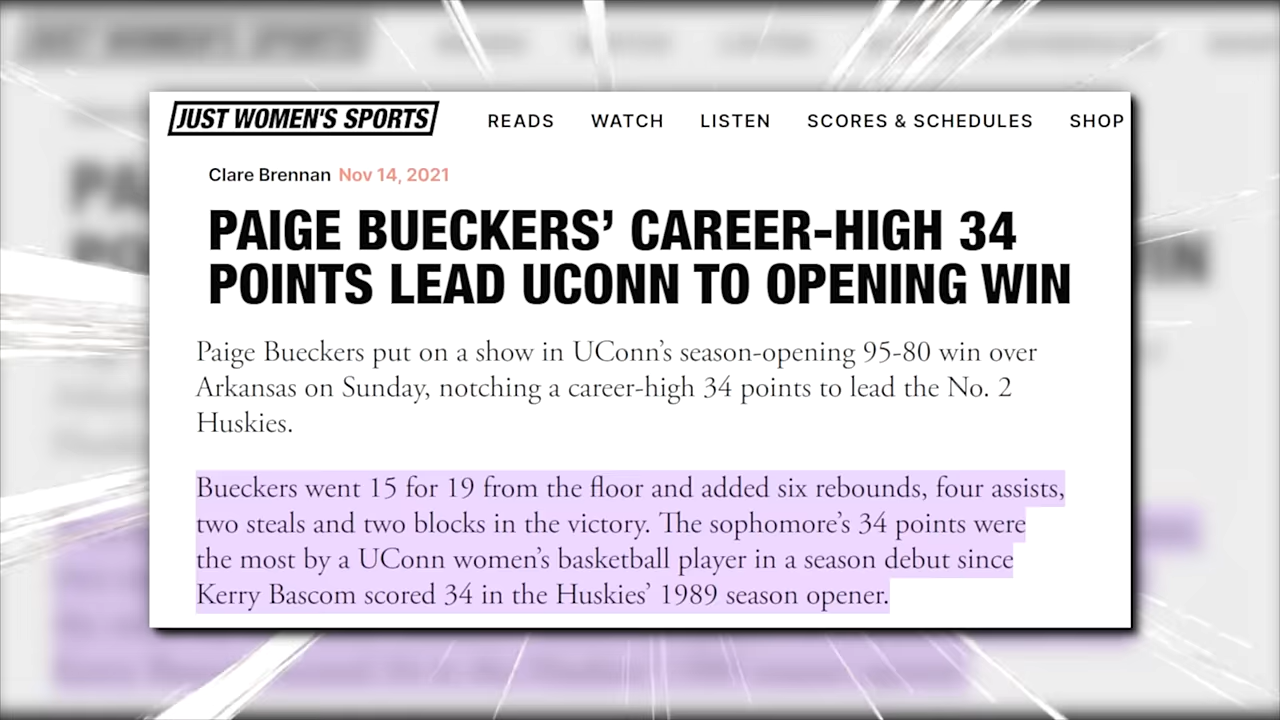 JUST WOMEN'S SPORTS
READS WATCH LISTEN SCORES & SCHEDULES SHOP
Clare Brennan Nov 14, 2021
PAIGE BUECKERS’ CAREER-HIGH 34
POINTS LEAD UCONN TO OPENING WIN
Paige Bueckers put on a show in UConn’s season-opening 95-80 win over
Arkansas on Sunday, notching a career-high 34 points to lead the No. 2
Huskies.
Bueckers went 15 for 19 from the floor and added six rebounds, four assists,
two steals and two blocks in the victory. The sophomore’s 34 points were
the most by a UConn women’s basketball player in a season debut since
Kerry Bascom scored 34 in the Huskies’ 1989 season opener.